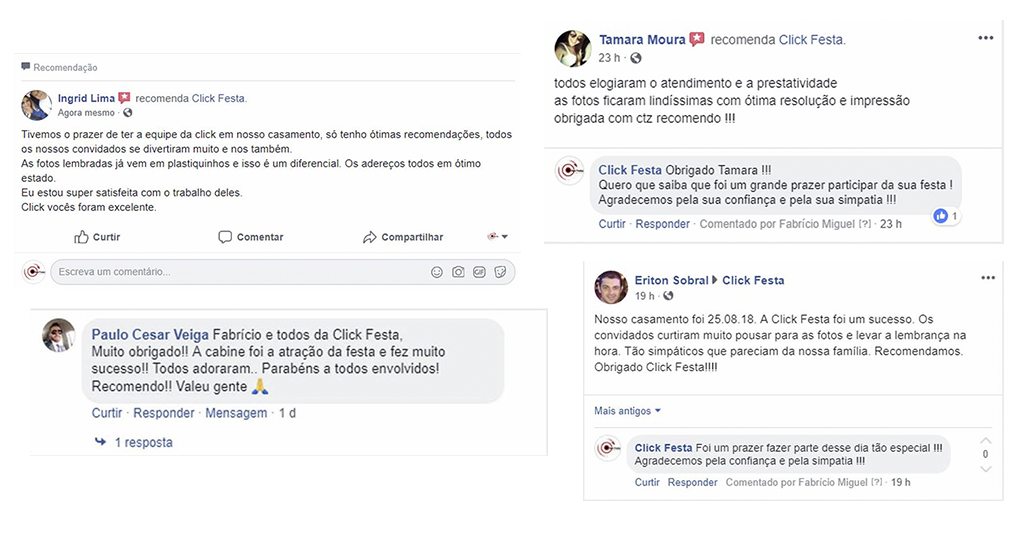 Recomendação
Ingrid Lima recomenda Click Festa.
Agora mesmo ·
Tivemos o prazer de ter a equipe da click em nosso casamento, só tenho ótimas recomendações, todos
os nossos convidados se divertiram muito e nos também.
As fotos lembradas já vem em plastiquinhos e isso é um diferencial. Os adereços todos em ótimo
estado.
Eu estou super satisfeita com o trabalho deles.
Click vocês foram excelente.
Curtir Comentar Compartilhar
Escreva um comentário...
GIF
Paulo Cesar Veiga Fabrício e todos da Click Festa,
Muito obrigado!! A cabine foi a atração da festa e fez muito
sucesso!! Todos adoraram.. Parabéns a todos envolvidos!
Recomendo!! Valeu gente 🙏
Curtir · Responder · Mensagem · 1 d
1 resposta
Tamara Moura recomenda Click Festa.
23 h ·
todos elogiaram o atendimento e a prestatividade
as fotos ficaram lindíssimas com ótima resolução e impressão
obrigada com ctz recomendo !!!
Click Festa Obrigado Tamara !!!
Quero que saiba que foi um grande prazer participar da sua festa !
Agradecemos pela sua confiança e pela sua simpatia !!!
1
Curtir · Responder · Comentado por Fabrício Miguel [?] · 23 h
Eriton Sobral Click Festa
19 h ·
Nosso casamento foi 25.08.18. A Click Festa foi um sucesso. Os
convidados curtiram muito pousar para as fotos e levar a lembrança na
hora. Tão simpáticos que pareciam da nossa família. Recomendamos.
Obrigado Click Festa!!!!
Mais antigos
Click Festa Foi um prazer fazer parte desse dia tão especial !!!
Agradecemos pela confiança e pela simpatia !!!
0
Curtir Responder Comentado por Fabrício Miguel [?] · 19 h